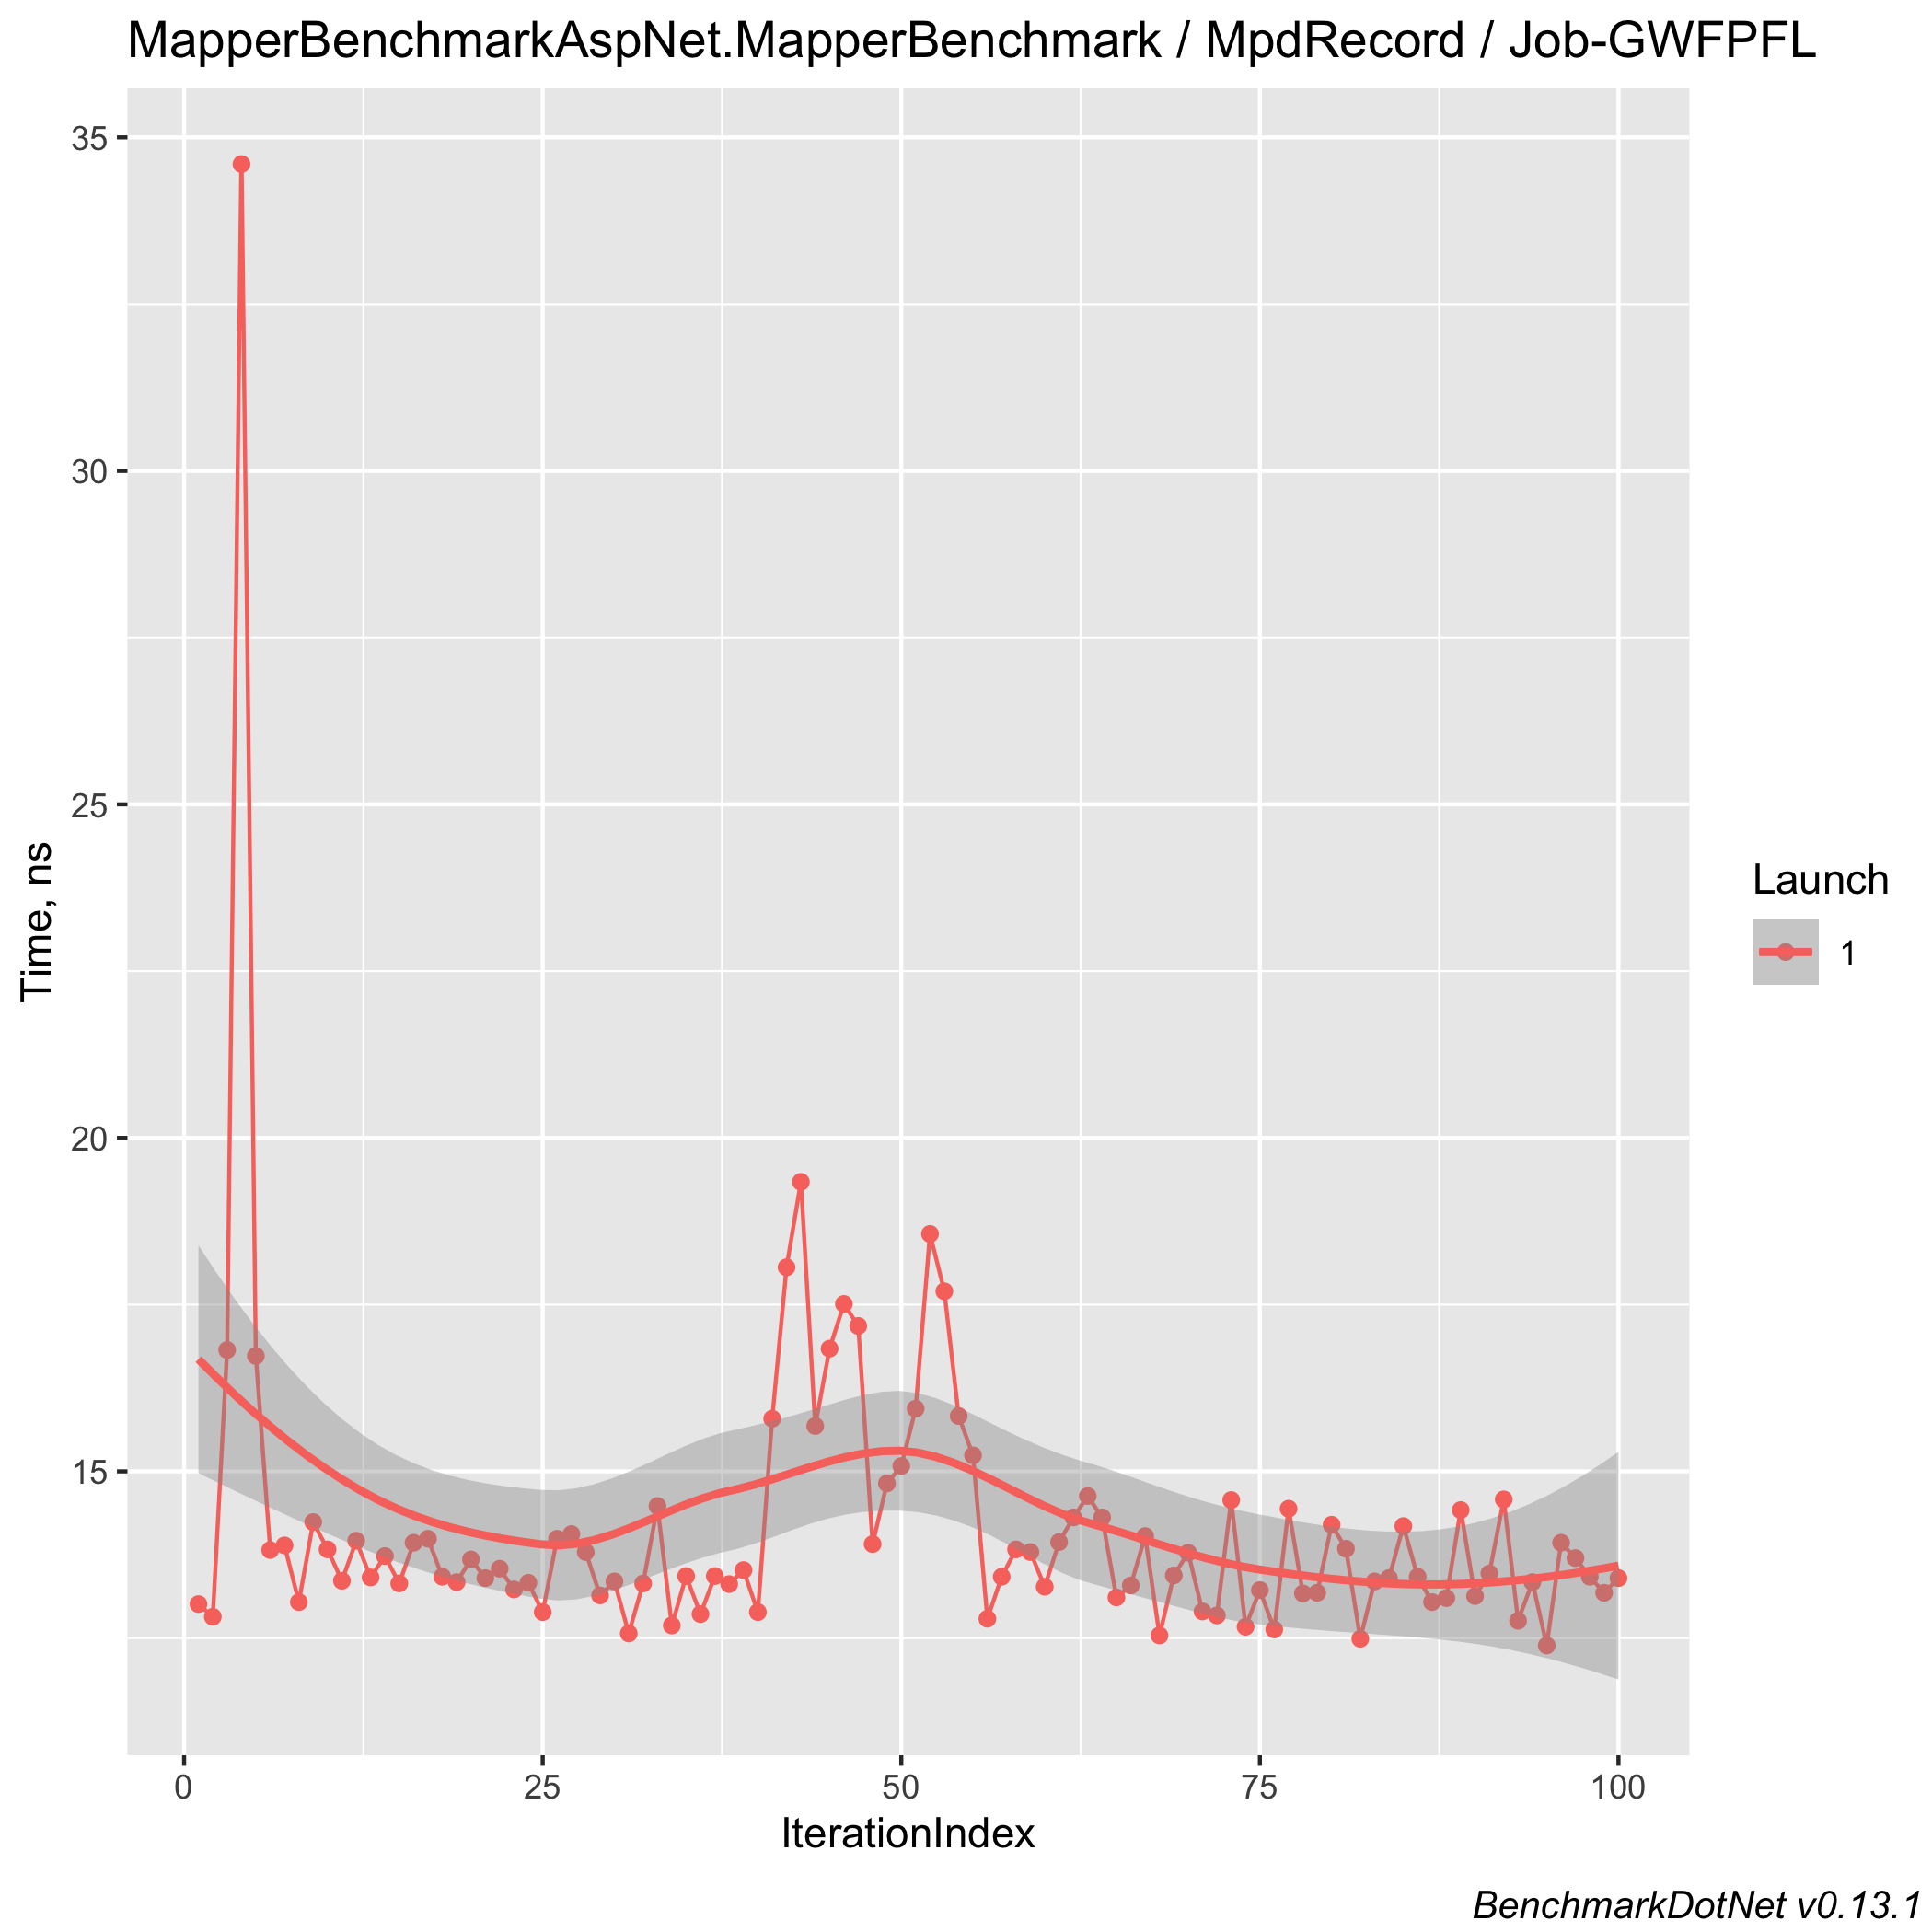 MapperBenchmarkAspNet.MapperBenchmark / MpdRecord / Job-GWFPFL
35
30
25
20
15
Time, ns
0 25 50 75 100
IterationIndex
Launch
1
BenchmarkDotNet v0.13.1